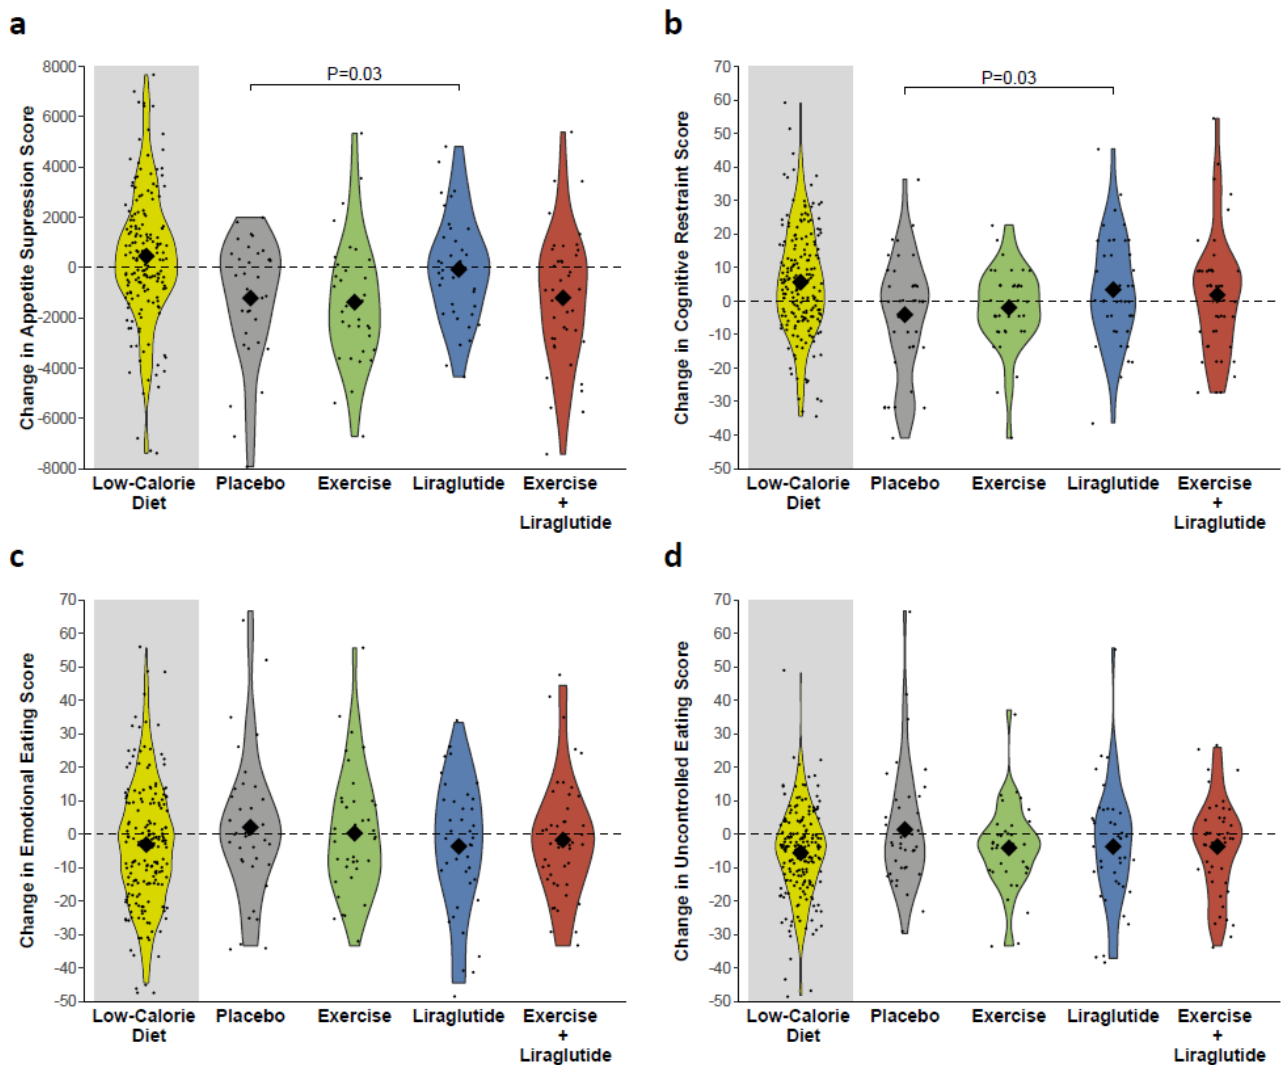 a
Change in Appetite Supression Score
8000
6000
4000
2000
0
-2000
-4000
-6000
-8000
P=0.03
Low-Calorie
Diet
Placebo
Exercise
Liraglutide
Exercise
+
Liraglutide
b
Change in Cognitive Restraint Score
70
60
50
40
30
20
10
0
-10
-20
-30
-40
-50
P=0.03
Low-Calorie
Diet
Placebo
Exercise
Liraglutide
Exercise
+
Liraglutide
c
Change in Emotional Eating Score
70
60
50
40
30
20
10
0
-10
-20
-30
-40
-50
Low-Calorie
Diet
Placebo
Exercise
Liraglutide
Exercise
+
Liraglutide
d
Change in Uncontrolled Eating Score
70
60
50
40
30
20
10
0
-10
-20
-30
-40
-50
Low-Calorie
Diet
Placebo
Exercise
Liraglutide
Exercise
+
Liraglutide